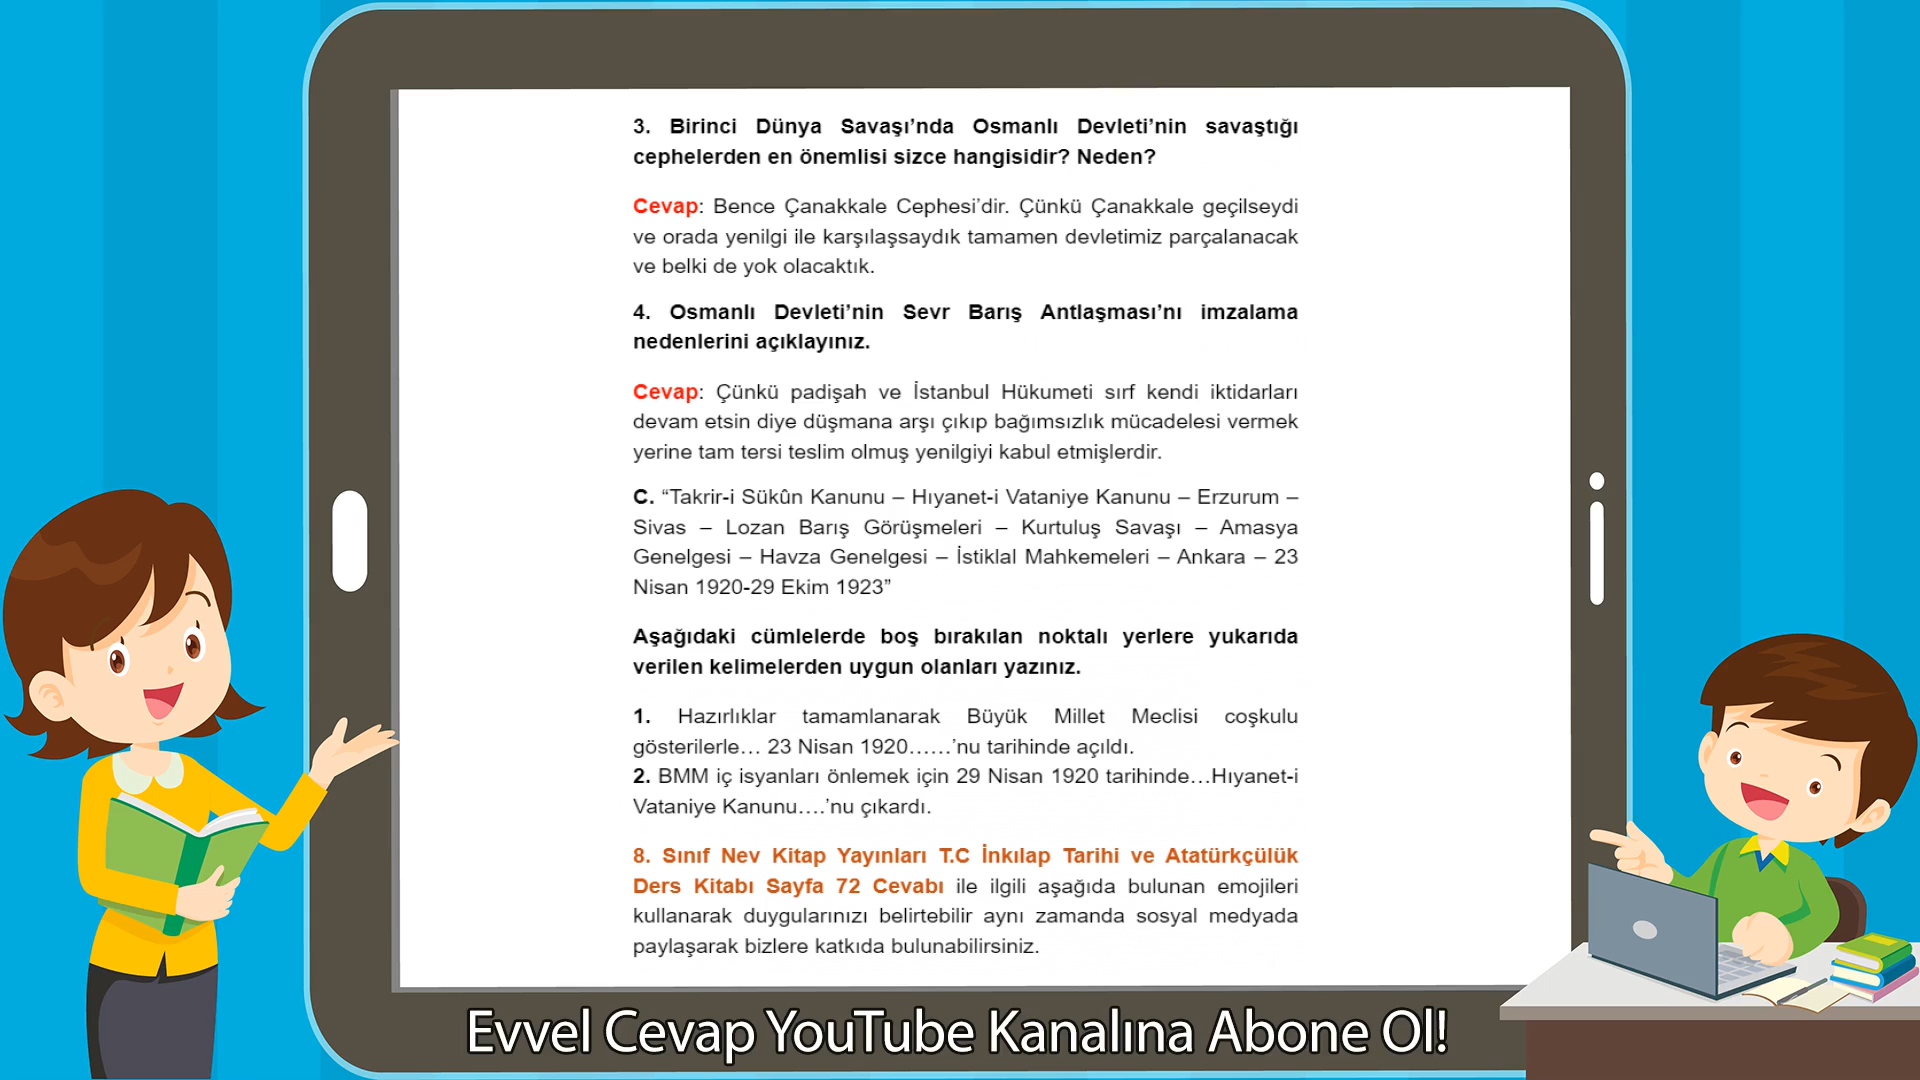 3. Birinci Dünya Savaşı’nda Osmanlı Devleti’nin savaştığı
cephelerden en önemlisi sizce hangisidir? Neden?
Cevap: Bence Çanakkale Cephesi’dir. Çünkü Çanakkale geçilseydi
ve orada yenilgi ile karşılaşsaydık tamamen devletimiz parçalanacak
ve belki de yok olacaktık.
4. Osmanlı Devleti’nin Sevr Barış Antlaşması’nı imzalama
nedenlerini açıklayınız.
Cevap: Çünkü padişah ve İstanbul Hükumeti sırf kendi iktidarları
devam etsin diye düşmana arşı çıkıp bağımsızlık mücadelesi vermek
yerine tam tersi teslim olmuş yenilgiyi kabul etmişlerdir.
C. “Takrir-i Sükûn Kanunu – Hıyanet-i Vataniye Kanunu – Erzurum –
Sivas – Lozan Barış Görüşmeleri – Kurtuluş Savaşı – Amasya
Genelgesi – Havza Genelgesi – İstiklal Mahkemeleri – Ankara – 23
Nisan 1920-29 Ekim 1923”
Aşağıdaki cümlelerde boş bırakılan noktalı yerlere yukarıda
verilen kelimelerden uygun olanları yazınız.
1. Hazırlıklar tamamlanarak Büyük Millet Meclisi coşkulu
gösterilerle… 23 Nisan 1920……’nu tarihinde açıldı.
2. BMM iç isyanları önlemek için 29 Nisan 1920 tarihinde…Hıyanet-i
Vataniye Kanunu….’nu çıkardı.
8. Sınıf Nev Kitap Yayınları T.C İnkılap Tarihi ve Atatürkçülük
Ders Kitabı Sayfa 72 Cevabı ile ilgili aşağıda bulunan emojileri
kullanarak duygularınızı belirtebilir aynı zamanda sosyal medyada
paylaşarak bizlere katkıda bulunabilirsiniz.
Evvel Cevap YouTube Kanalına Abone Ol!